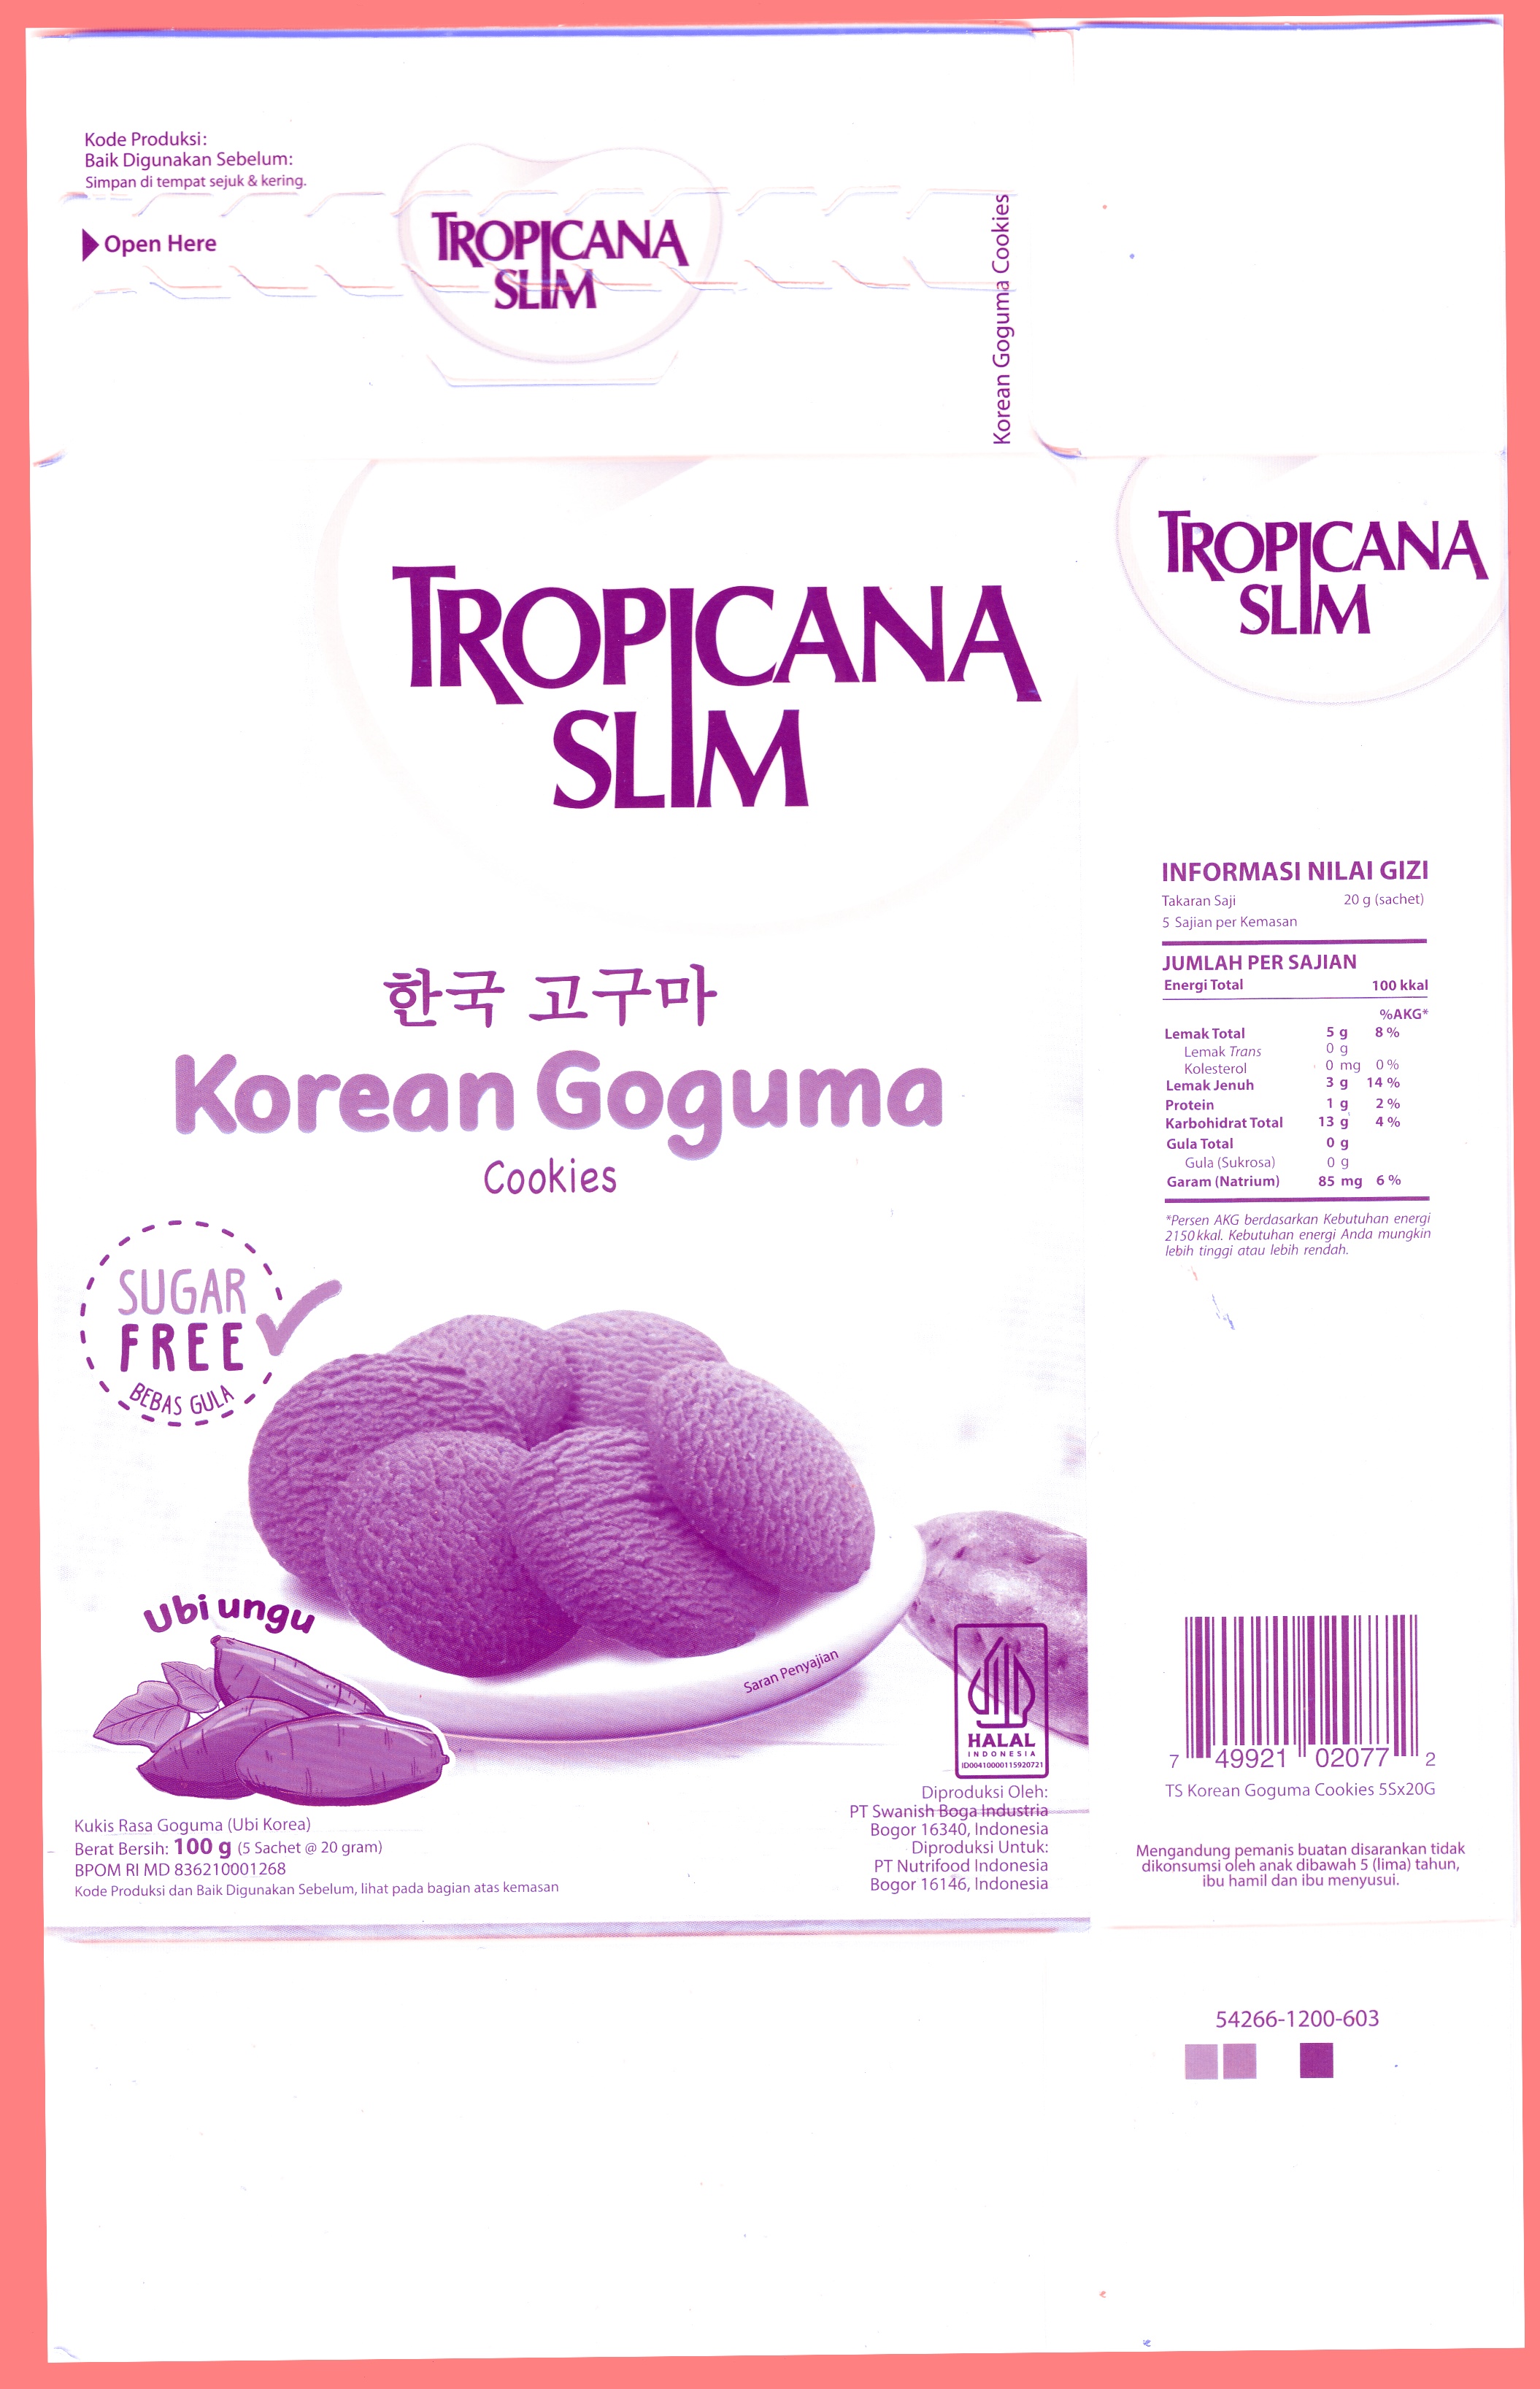 Kode Produksi:
Baik Digunakan Sebelum:
Simpan di tempat sejuk & kering.
Open Here
TROPICANA
SLIM
Korean Goguma Cookies
TROPICANA
SLIM
한국 고구마
Korean Goguma
Cookies
SUGAR
FREE
BEBAS GULA
Ubi ungu
Saran Penyajian
HALAL
INDONESIA
ID00410000115920721
Kukis Rasa Goguma (Ubi Korea)
Berat Bersih: 100 g (5 Sachet @ 20 gram)
BPOM RI MD 836210001268
Kode Produksi dan Baik Digunakan Sebelum, lihat pada bagian atas kemasan
Diproduksi Oleh:
PT Swanish Boga Industria
Bogor 16340, Indonesia
Diproduksi Untuk:
PT Nutrifood Indonesia
Bogor 16146, Indonesia
TROPICANA
SLIM
INFORMASI NILAI GIZI
Takaran Saji 20 g (sachet)
5 Sajian per Kemasan
JUMLAH PER SAJIAN
Energi Total 100 kkal
%AKG*
Lemak Total 5 g 8 %
Lemak Trans 0 g
Kolesterol 0 mg 0 %
Lemak Jenuh 3 g 14 %
Protein 1 g 2 %
Karbohidrat Total 13 g 4 %
Gula Total 0 g
Gula (Sukrosa) 0 g
Garam (Natrium) 85 mg 6 %
*Persen AKG berdasarkan Kebutuhan energi
2150 kkal. Kebutuhan energi Anda mungkin
lebih tinggi atau lebih rendah.
7 49921 02077 2
TS Korean Goguma Cookies 5Sx20G
Mengandung pemanis buatan disarankan tidak
dikonsumsi oleh anak dibawah 5 (lima) tahun,
ibu hamil dan ibu menyusui.
54266-1200-603